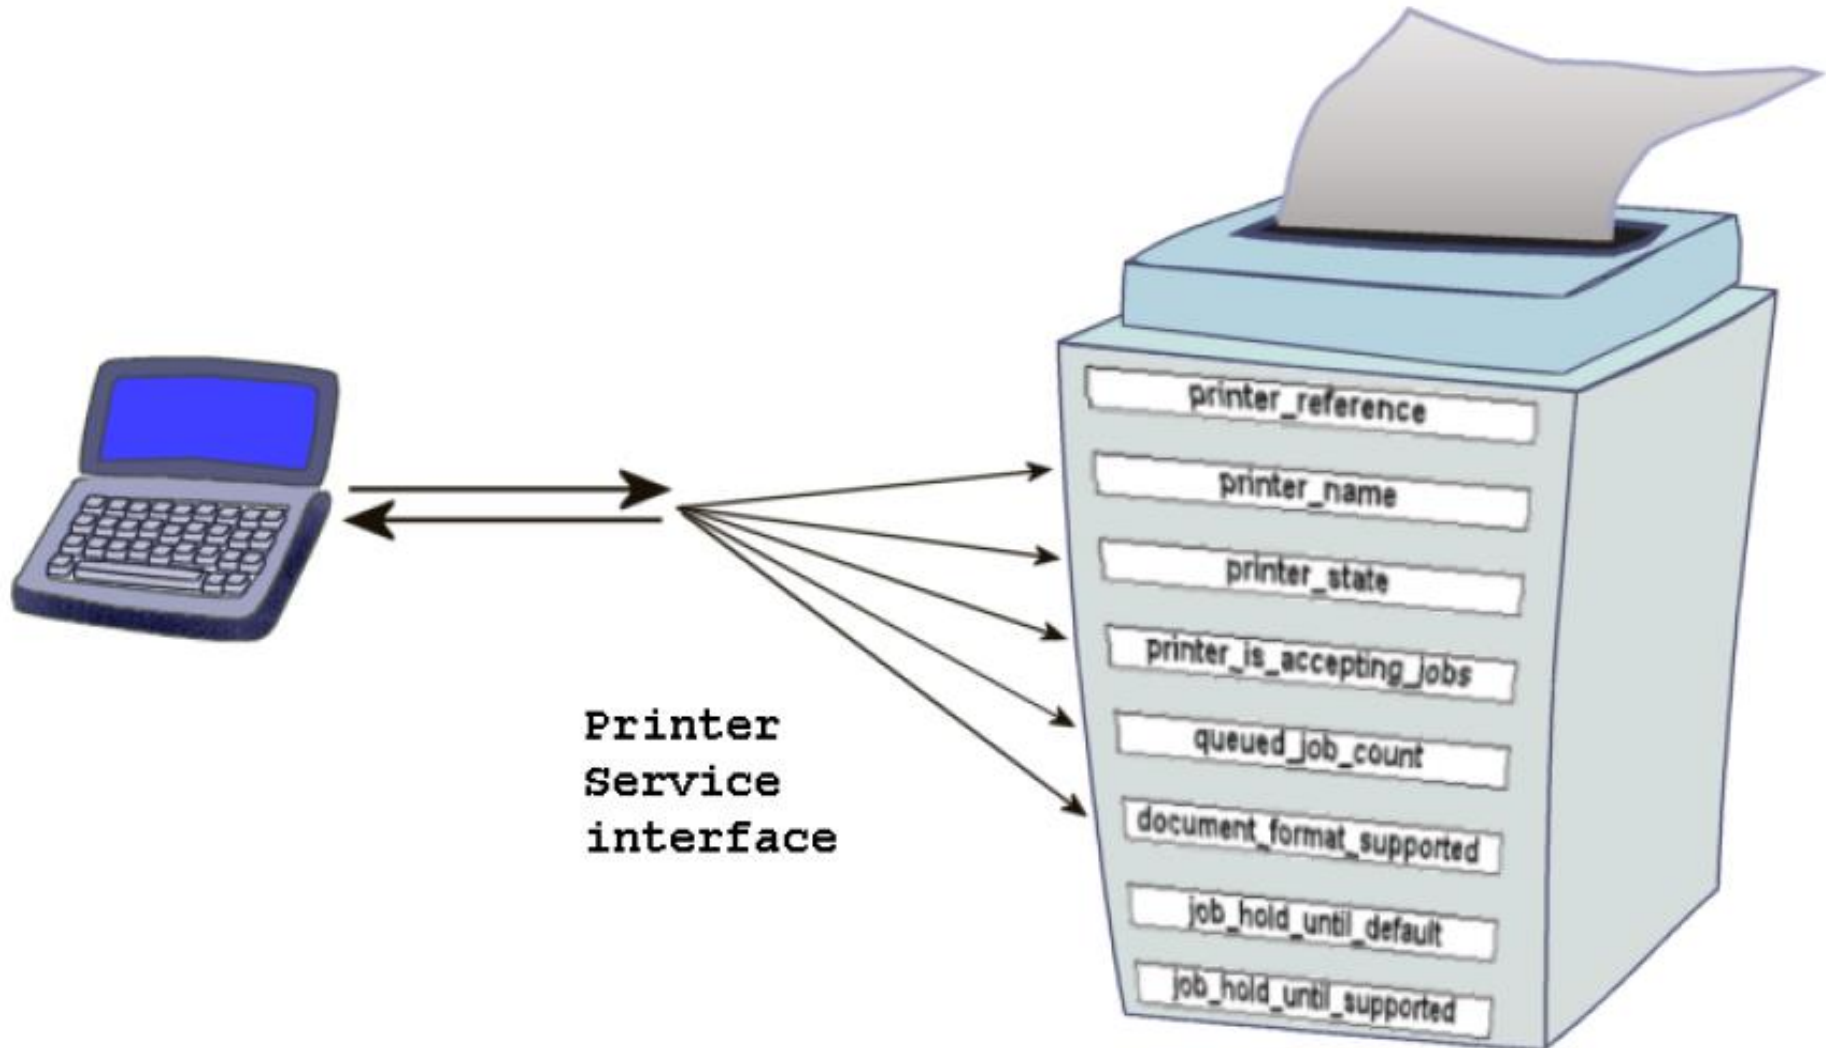 printer_reference
printer_name
printer_state
printer_is_accepting_jobs
queued_job_count
document_format_supported
job_hold_until_default
job_hold_until_supported
Printer
Service
interface